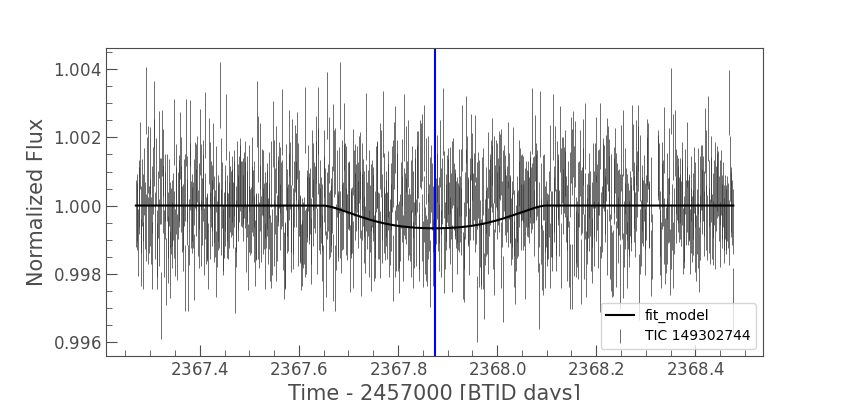 Normalized Flux
1.004
1.002
1.000
0.998
0.996
fit_model
TIC 149302744
2367.4 2367.6 2367.8 2368.0 2368.2 2368.4
Time - 2457000 [BTJD days]